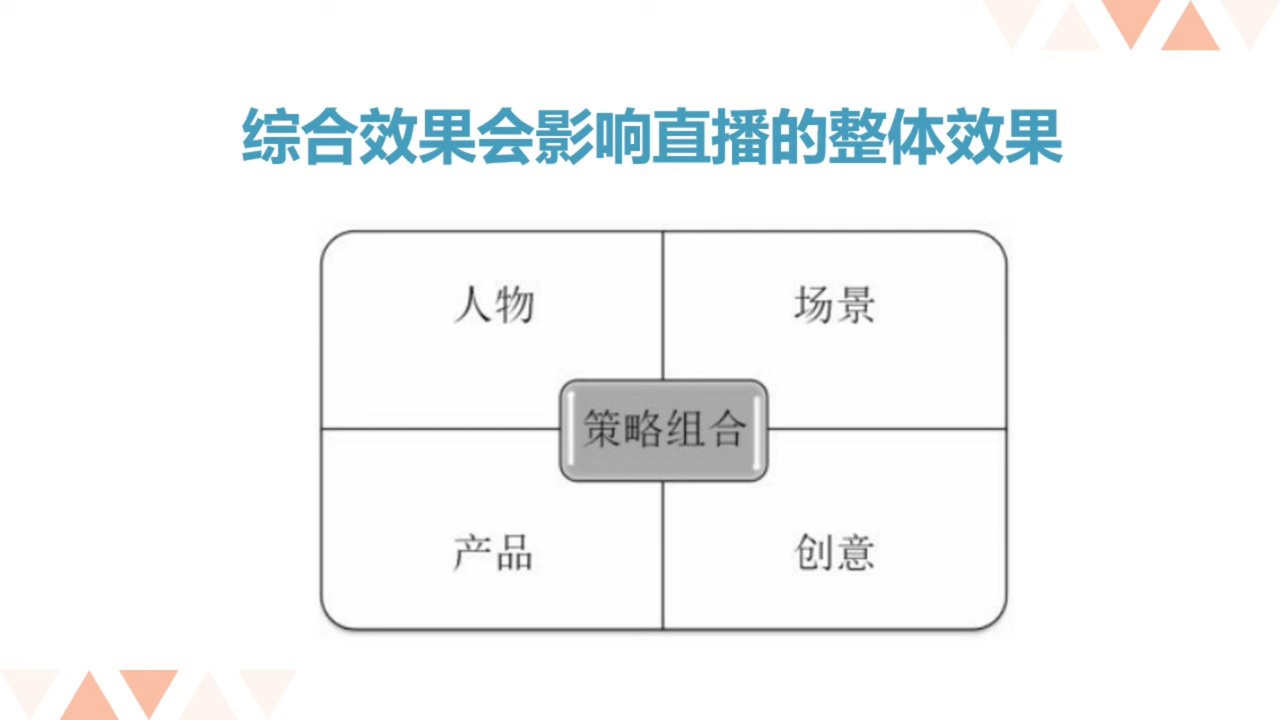 综合效果会影响直播的整体效果
人物
场景
策略组合
产品
创意